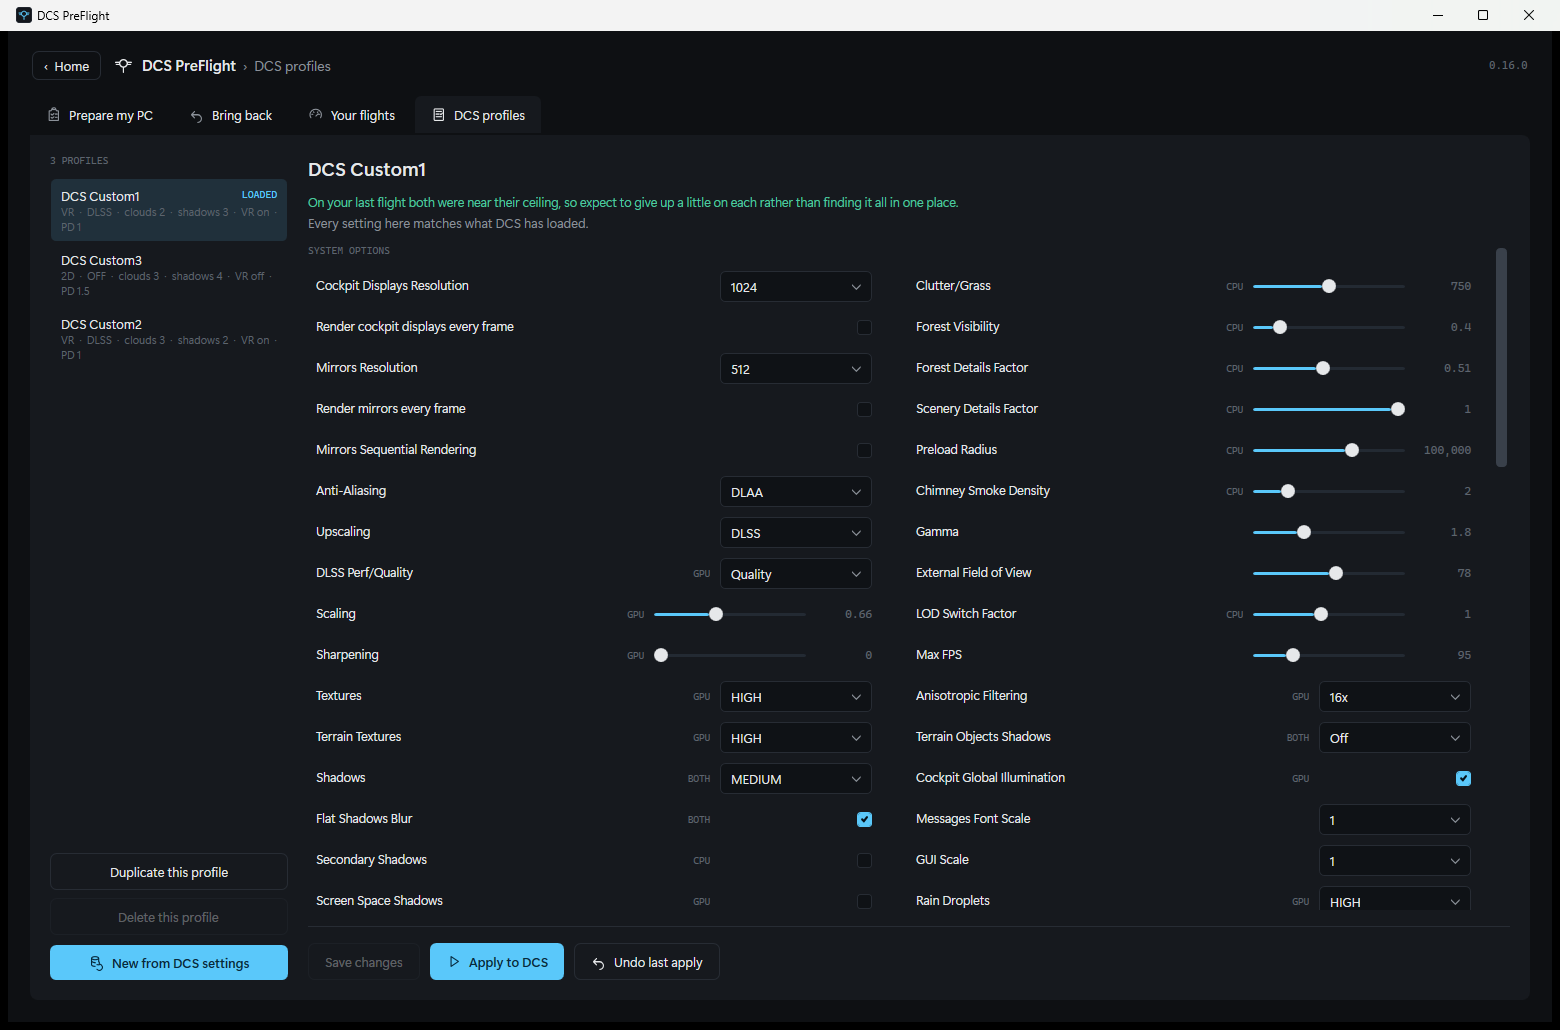 DCS PreFlight
‹ Home
DCS PreFlight › DCS profiles
0.16.0
Prepare my PC
Bring back
Your flights
DCS profiles
3 PROFILES
DCS Custom1
LOADED
VR · DLSS · clouds 2 · shadows 3 · VR on ·
PD 1
DCS Custom3
2D · OFF · clouds 3 · shadows 4 · VR off ·
PD 1.5
DCS Custom2
VR · DLSS · clouds 3 · shadows 2 · VR on ·
PD 1
Duplicate this profile
Delete this profile
New from DCS settings
DCS Custom1
On your last flight both were near their ceiling, so expect to give up a little on each rather than finding it all in one place.
Every setting here matches what DCS has loaded.
SYSTEM OPTIONS
Cockpit Displays Resolution 1024
Render cockpit displays every frame
Mirrors Resolution 512
Render mirrors every frame
Mirrors Sequential Rendering
Anti-Aliasing DLAA
Upscaling DLSS
DLSS Perf/Quality GPU Quality
Scaling GPU 0.66
Sharpening GPU 0
Textures GPU HIGH
Terrain Textures GPU HIGH
Shadows BOTH MEDIUM
Flat Shadows Blur BOTH
Secondary Shadows CPU
Screen Space Shadows GPU
Clutter/Grass CPU 750
Forest Visibility CPU 0.4
Forest Details Factor CPU 0.51
Scenery Details Factor CPU 1
Preload Radius CPU 100,000
Chimney Smoke Density CPU 2
Gamma 1.8
External Field of View 78
LOD Switch Factor CPU 1
Max FPS 95
Anisotropic Filtering GPU 16x
Terrain Objects Shadows BOTH Off
Cockpit Global Illumination GPU
Messages Font Scale 1
GUI Scale 1
Rain Droplets GPU HIGH
Save changes
Apply to DCS
Undo last apply